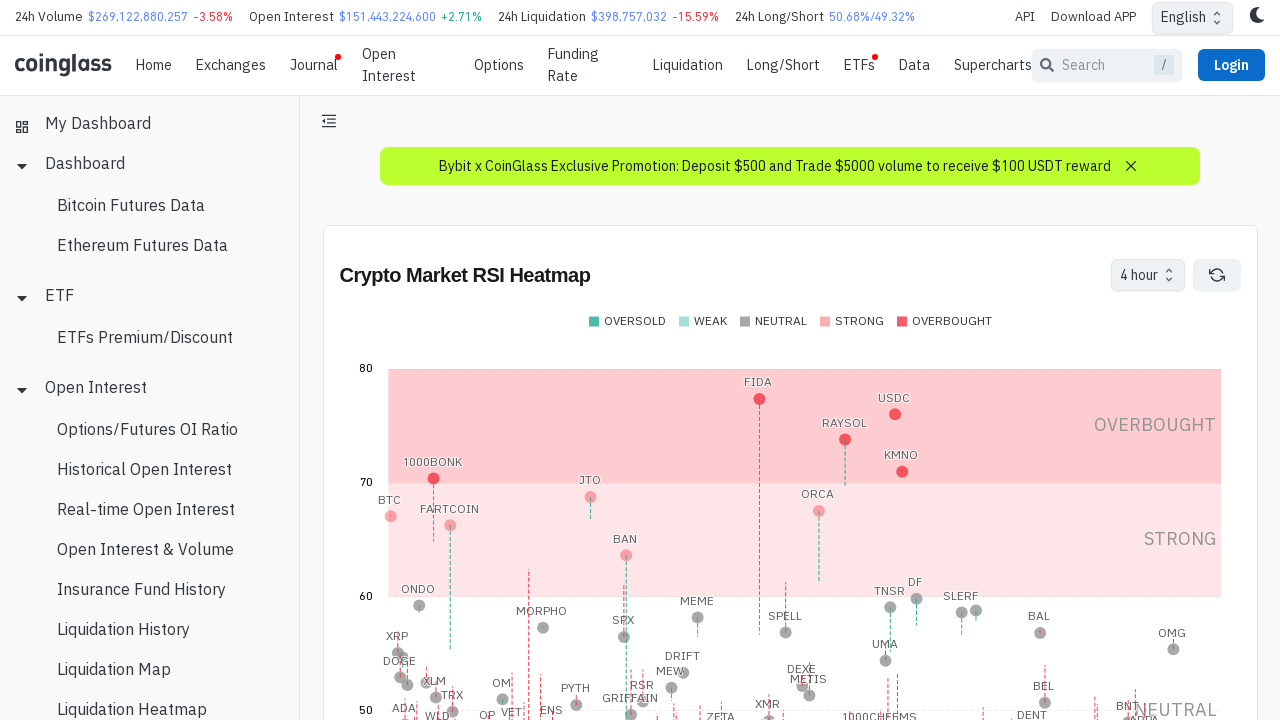 24h Volume $269,122,880,257 -3.58% Open Interest $151,443,224,600 +2.71% 24h Liquidation $398,757,032 -15.59% 24h Long/Short 50.68%/49.32% API Download APP English
coinglass Home Exchanges Journal Open Interest Options Funding Rate Liquidation Long/Short ETFs Data Supercharts Search / Login
My Dashboard
Dashboard
Bitcoin Futures Data
Ethereum Futures Data
ETF
ETFs Premium/Discount
Open Interest
Options/Futures OI Ratio
Historical Open Interest
Real-time Open Interest
Open Interest & Volume
Insurance Fund History
Liquidation History
Liquidation Map
Liquidation Heatmap
Bybit x CoinGlass Exclusive Promotion: Deposit $500 and Trade $5000 volume to receive $100 USDT reward
Crypto Market RSI Heatmap 4 hour
OVERSOLD WEAK NEUTRAL STRONG OVERBOUGHT
80
FIDA
USDC
RAYSOL
OVERBOUGHT
KMNO
1000BONK
70
JTO
BTC
ORCA
FARTCOIN
STRONG
BAN
60
ONDO
TNSR
DF
SLERF
MEME
MORPHO
SPX
SPELL
BAL
OMG
XRP
UMA
DOGE
DRIFT
MEW
DEXE
METIS
XLM
OM
RSR
PYTH
BEL
TRX
GRIFFAIN
XMR
50
ADA
WLD
OP
VET
ENS
ZETA
1000CHEEMS
DENT
BNT
NEUTRAL